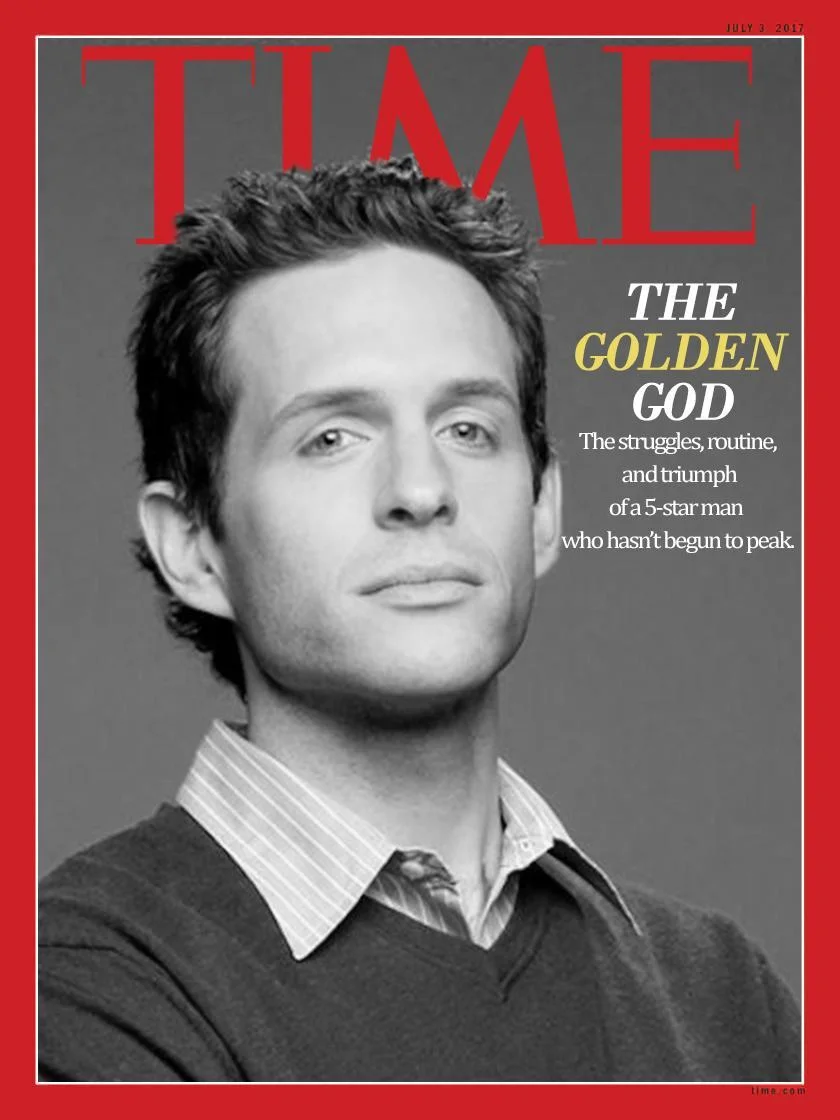 JULY 3, 2017
TIME
THE
GOLDEN
GOD
The struggles, routine,
and triumph
of a 5-star man
who hasn't begun to peak.
time.com